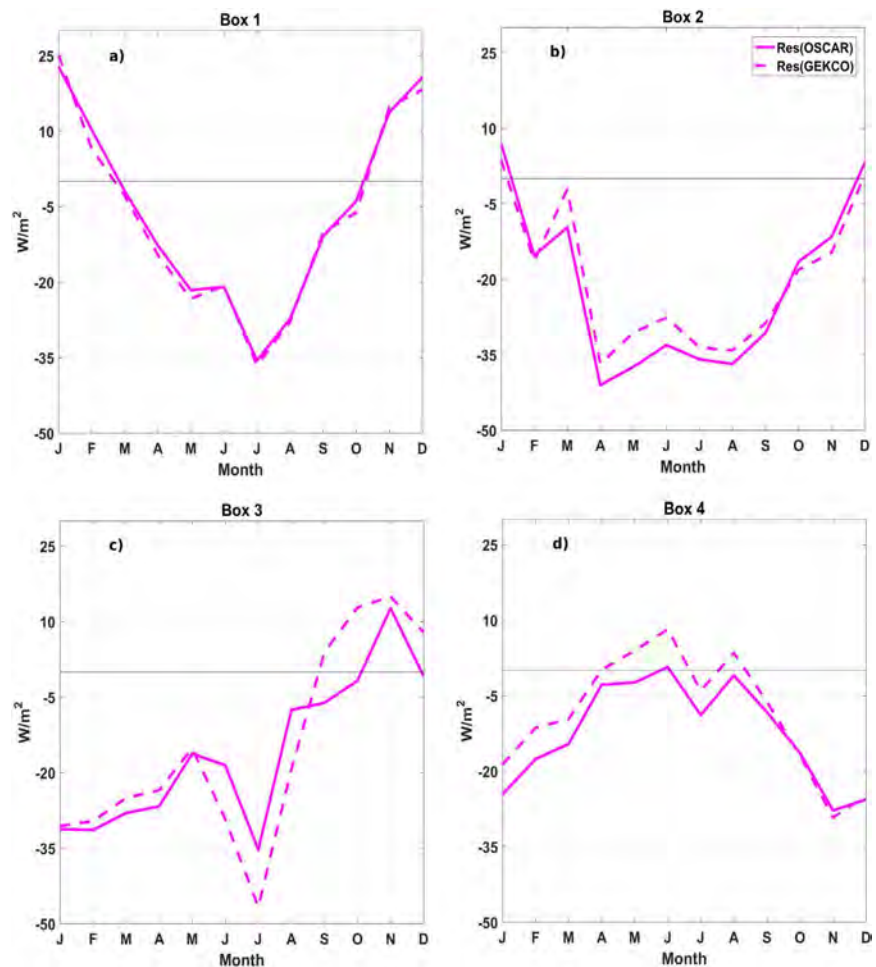 Box 1
a)
25
10
-5
-20
-35
-50
W/m²
J F M A M J J A S O N D
Month
Box 2
b)
Res(OSCAR)
Res(GEKCO)
25
10
-5
-20
-35
-50
W/m²
J F M A M J J A S O N D
Month
Box 3
c)
25
10
-5
-20
-35
-50
W/m²
J F M A M J J A S O N D
Month
Box 4
d)
25
10
-5
-20
-35
-50
W/m²
J F M A M J J A S O N D
Month